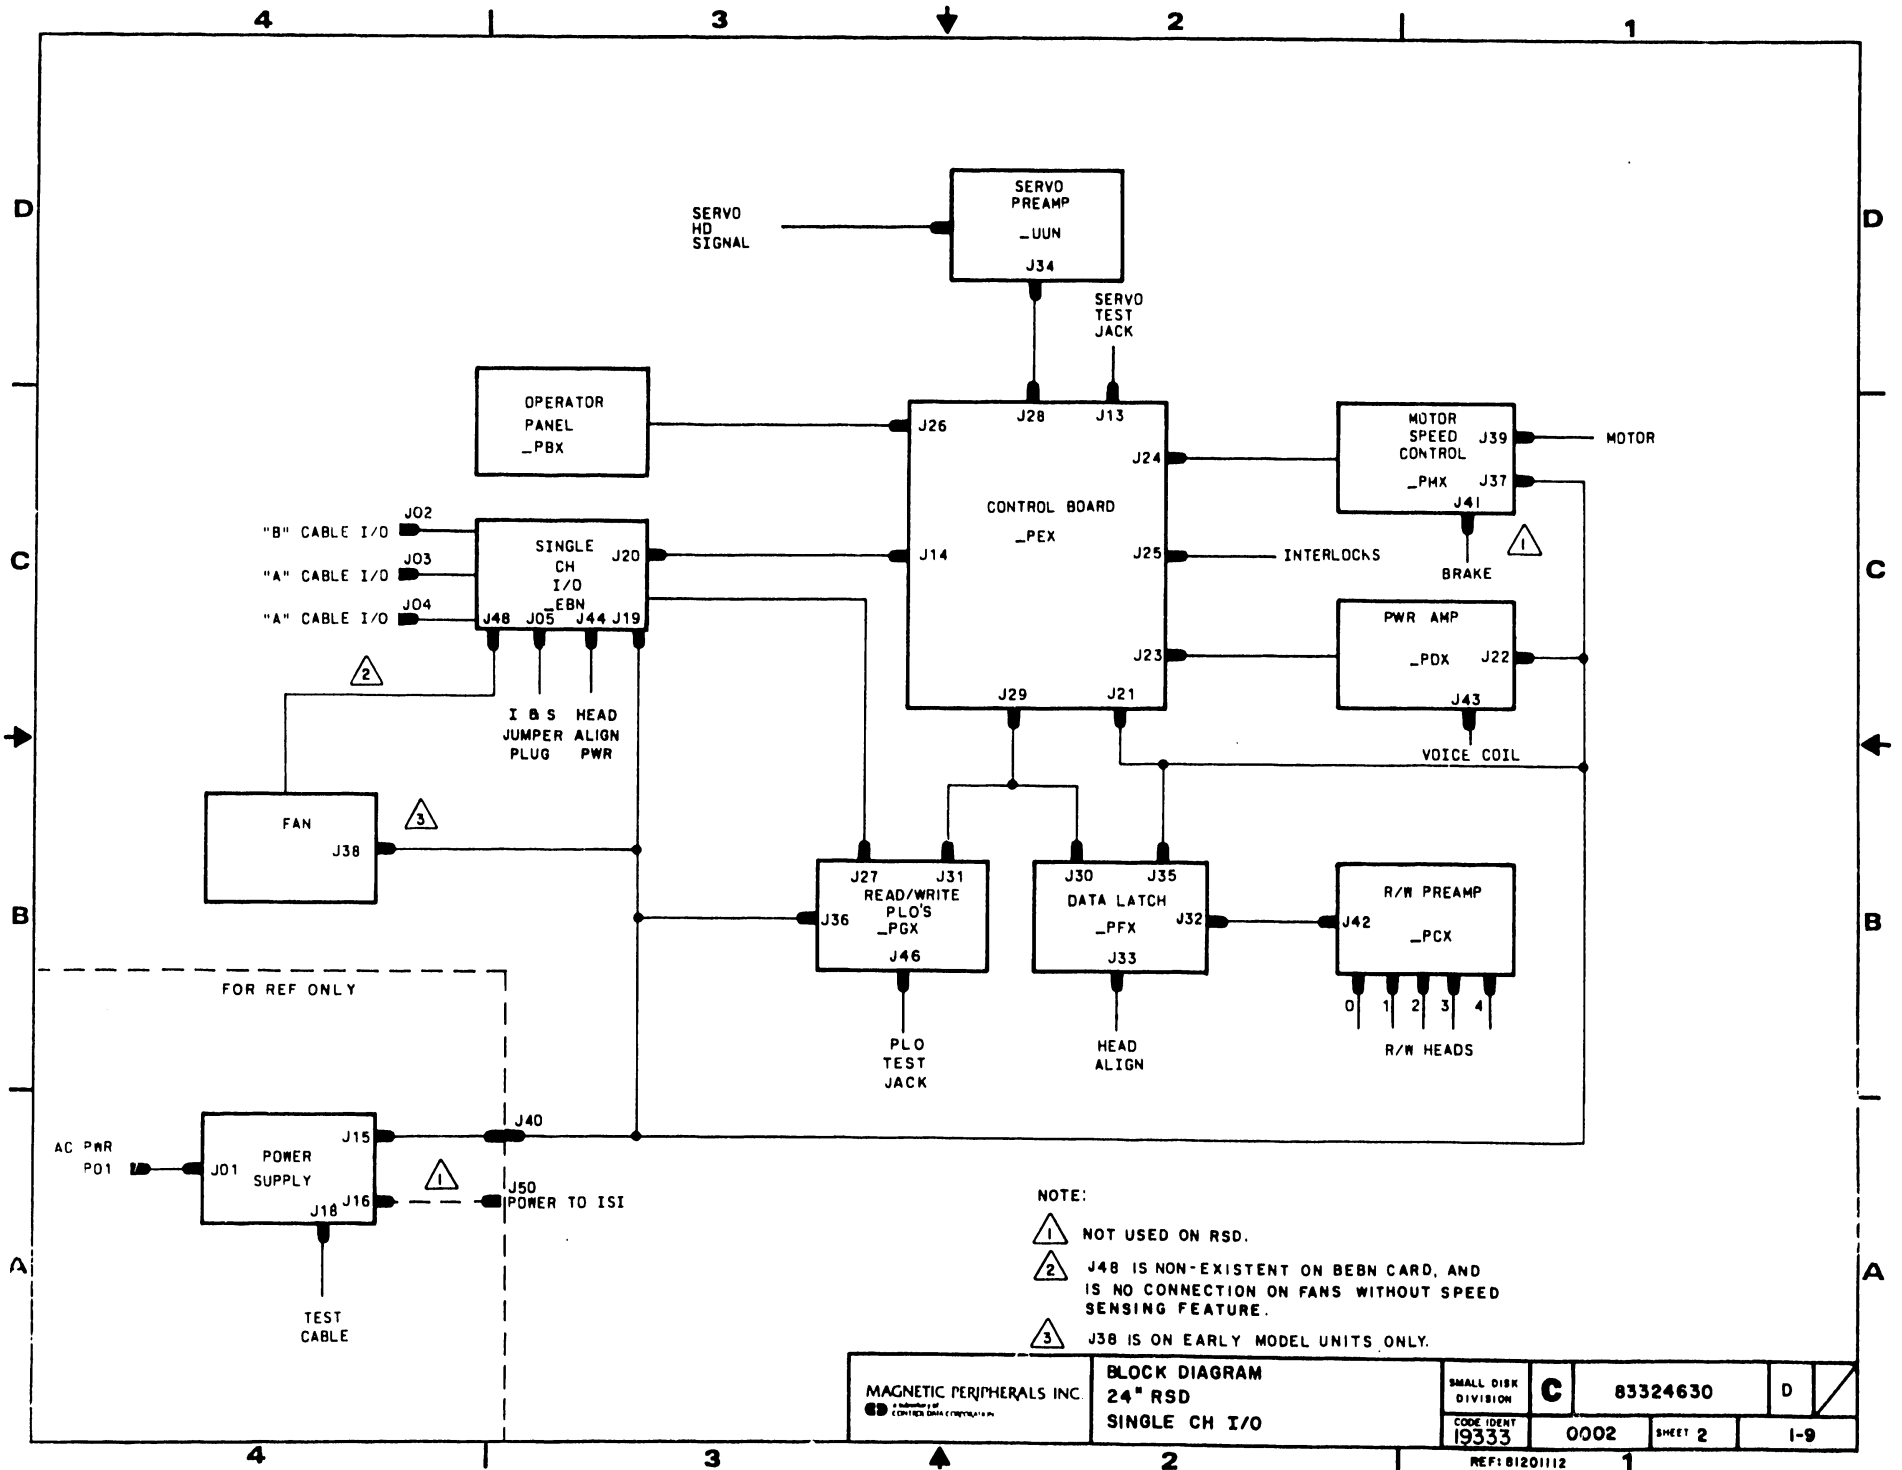 4 3 2 1
D D
SERVO
HD
SIGNAL
SERVO
PREAMP
_UUN
J34
SERVO
TEST
JACK
OPERATOR
PANEL
_PBX
J26
J28
J13
J24
MOTOR
SPEED
CONTROL
_PMX
J39
MOTOR
J37
J41
1
BRAKE
CONTROL BOARD
_PEX
J14
J25
INTERLOCKS
J23
J29
J21
C C
J02
"B" CABLE I/O
J03
"A" CABLE I/O
J04
"A" CABLE I/O
SINGLE
CH
I/O
_EBN
J20
J48 J05 J44 J19
2
I & S
JUMPER
PLUG
HEAD
ALIGN
PWR
PWR AMP
_PDX
J22
J43
VOICE COIL
FAN
J38
3
B B
J27 J31
READ/WRITE
PLO'S
_PGX
J36
J46
PLO
TEST
JACK
J30 J35
DATA LATCH
_PFX
J32
J33
HEAD
ALIGN
R/W PREAMP
J42
_PCX
0 1 2 3 4
R/W HEADS
FOR REF ONLY
AC PWR
P01
J01
POWER
SUPPLY
J15
J16
J18
J40
1
J50
POWER TO ISI
TEST
CABLE
A A
NOTE:
1 NOT USED ON RSD.
2 J48 IS NON-EXISTENT ON BEBN CARD, AND
IS NO CONNECTION ON FANS WITHOUT SPEED
SENSING FEATURE.
3 J38 IS ON EARLY MODEL UNITS ONLY.
MAGNETIC PERIPHERALS INC.
a subsidiary of
CONTROL DATA CORPORATION
BLOCK DIAGRAM
24" RSD
SINGLE CH I/O
SMALL DISK
DIVISION
C
83324630
D
CODE IDENT
19333
0002
SHEET 2
1-9
REF: 81201112
4 3 2 1